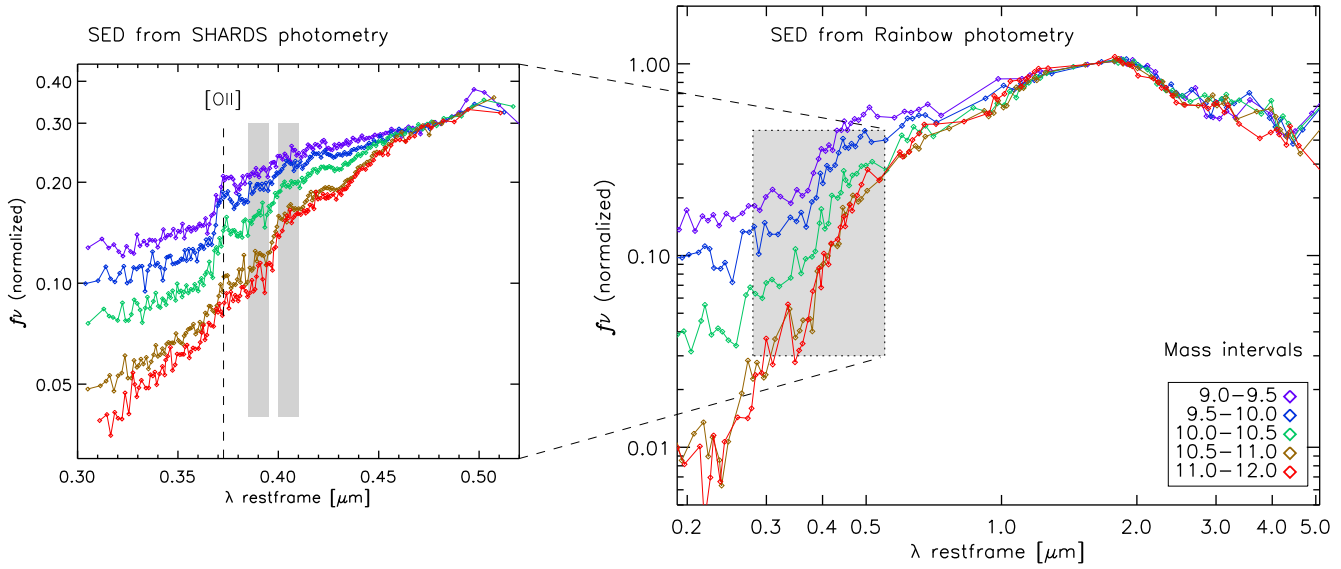 SED from SHARDS photometry
[OII]
0.40
0.30
0.20
0.10
0.05
fν (normalized)
0.30 0.35 0.40 0.45 0.50
λ restframe [μm]
SED from Rainbow photometry
1.00
0.10
0.01
fν (normalized)
Mass intervals
9.0−9.5
9.5−10.0
10.0−10.5
10.5−11.0
11.0−12.0
0.2 0.3 0.4 0.5 1.0 2.0 3.0 4.0 5.0
λ restframe [μm]